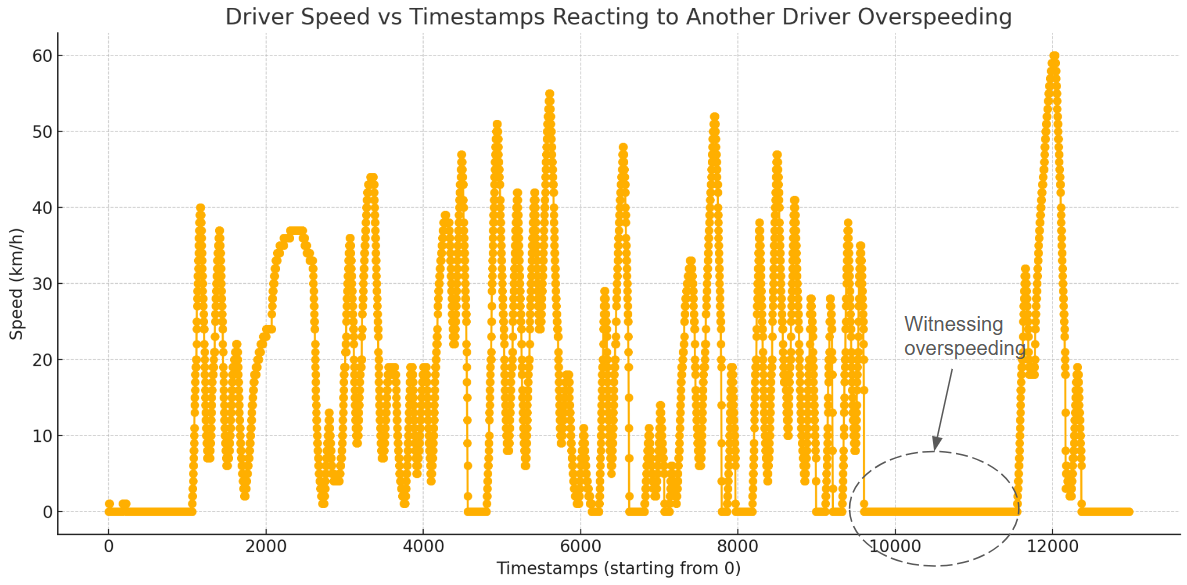 Driver Speed vs Timestamps Reacting to Another Driver Overspeeding
60
50
40
30
20
10
0
Speed (km/h)
Witnessing
overspeeding
0 2000 4000 6000 8000 10000 12000
Timestamps (starting from 0)